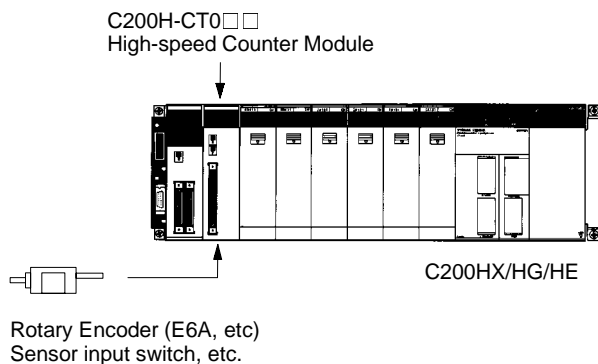 C200H-CT0□□
High-speed Counter Module
C200HX/HG/HE
Rotary Encoder (E6A, etc)
Sensor input switch, etc.